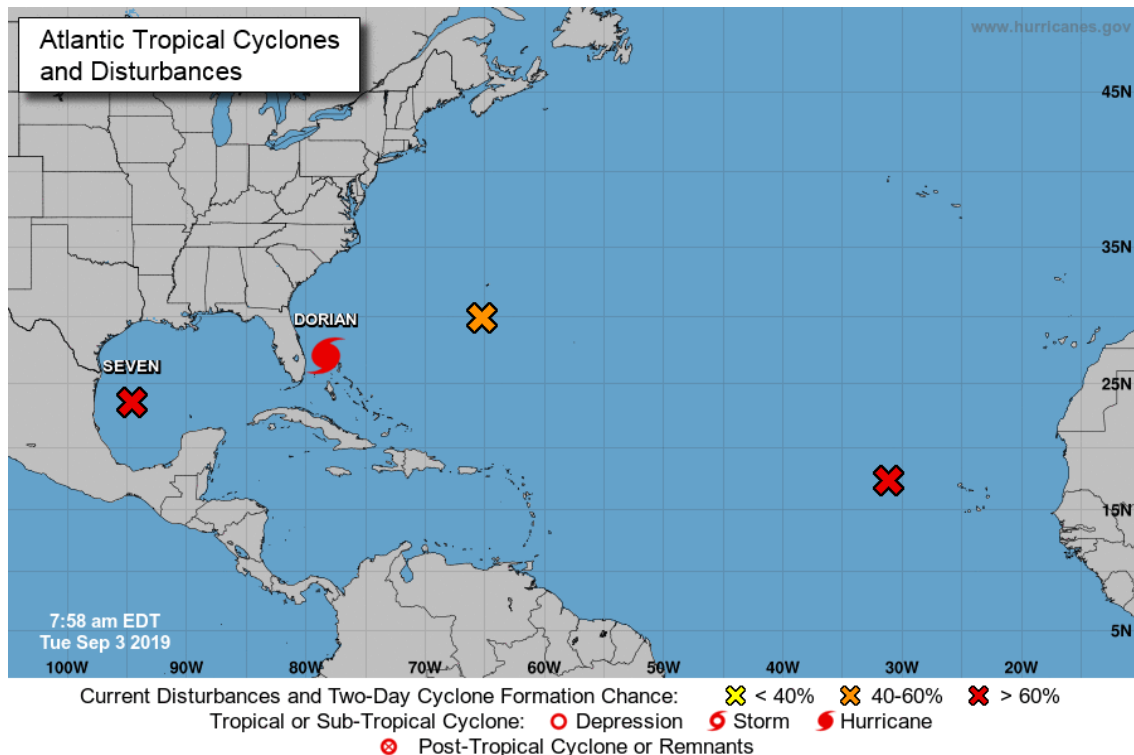 Atlantic Tropical Cyclones
and Disturbances
www.hurricanes.gov
45N
35N
DORIAN
SEVEN
25N
15N
7:58 am EDT
Tue Sep 3 2019
5N
100W 90W 80W 70W 60W 50W 40W 30W 20W
Current Disturbances and Two-Day Cyclone Formation Chance: < 40% 40-60% > 60%
Tropical or Sub-Tropical Cyclone: Depression Storm Hurricane
Post-Tropical Cyclone or Remnants